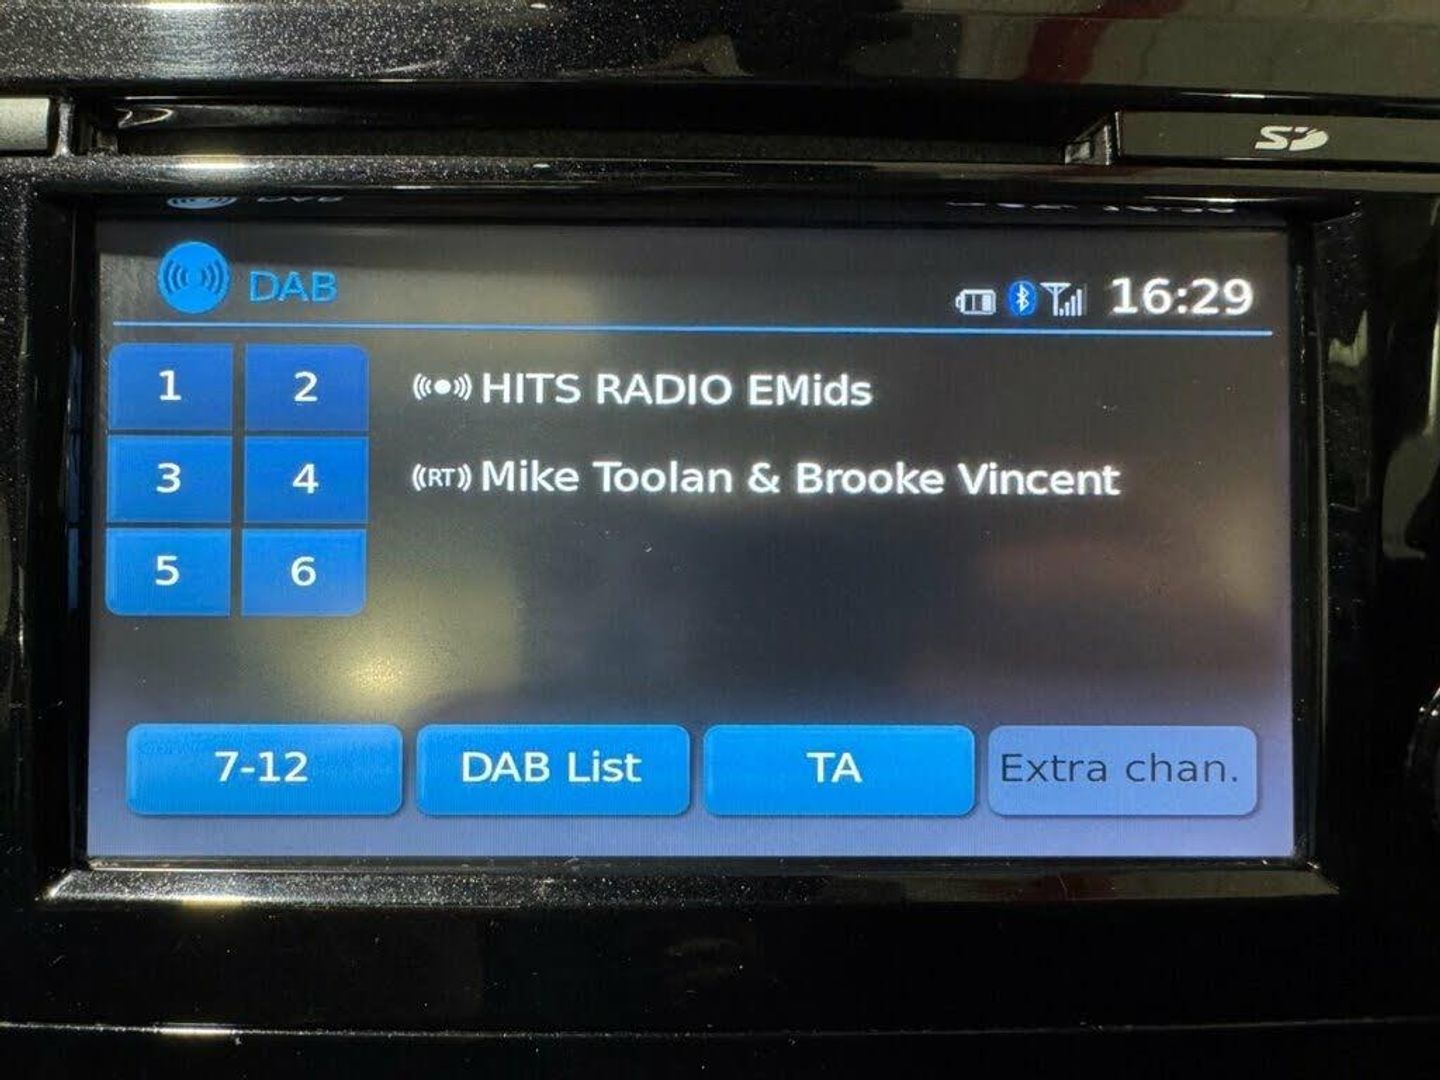 SD
DAB
16:29
1 2
HITS RADIO EMids
3 4
RT
Mike Toolan & Brooke Vincent
5 6
7-12
DAB List
TA
Extra chan.